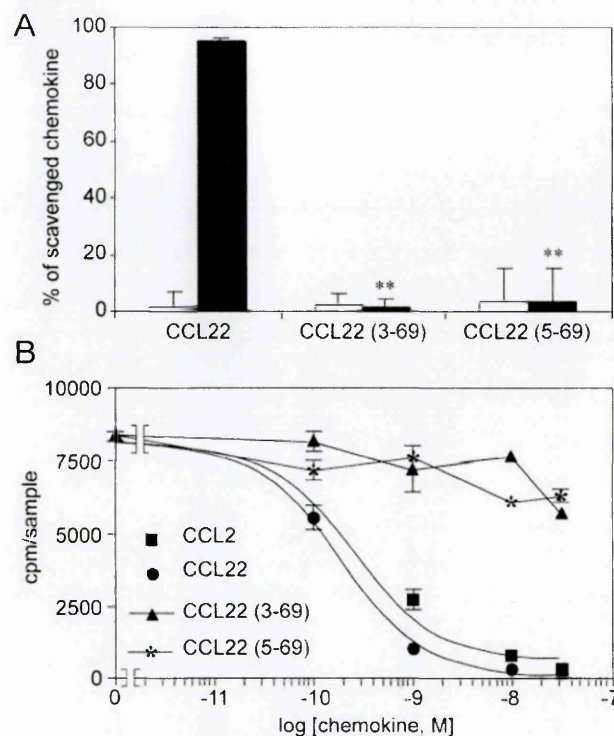 A
% of scavenged chemokine
100
80
60
40
20
0
** **
CCL22 CCL22 (3-69) CCL22 (5-69)
B
cpm/sample
10000
7500
5000
2500
0
CCL2
CCL22
CCL22 (3-69)
CCL22 (5-69)
0 -11 -10 -9 -8 -7
log [chemokine, M]